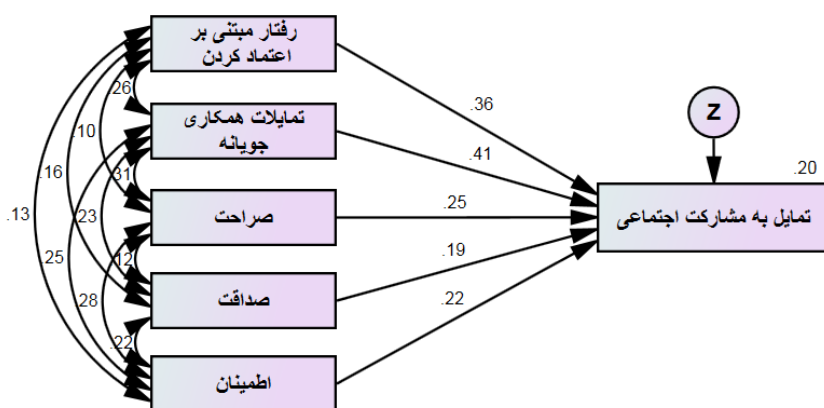 رفتار مبتنی بر
اعتماد کردن
تمایلات همکاری
جویانه
صراحت
صداقت
اطمینان
.26
.10
.16
.13
.31
.23
.25
.12
.28
.22
.36
.41
.25
.19
.22
Z
.20
تمایل به مشارکت اجتماعی